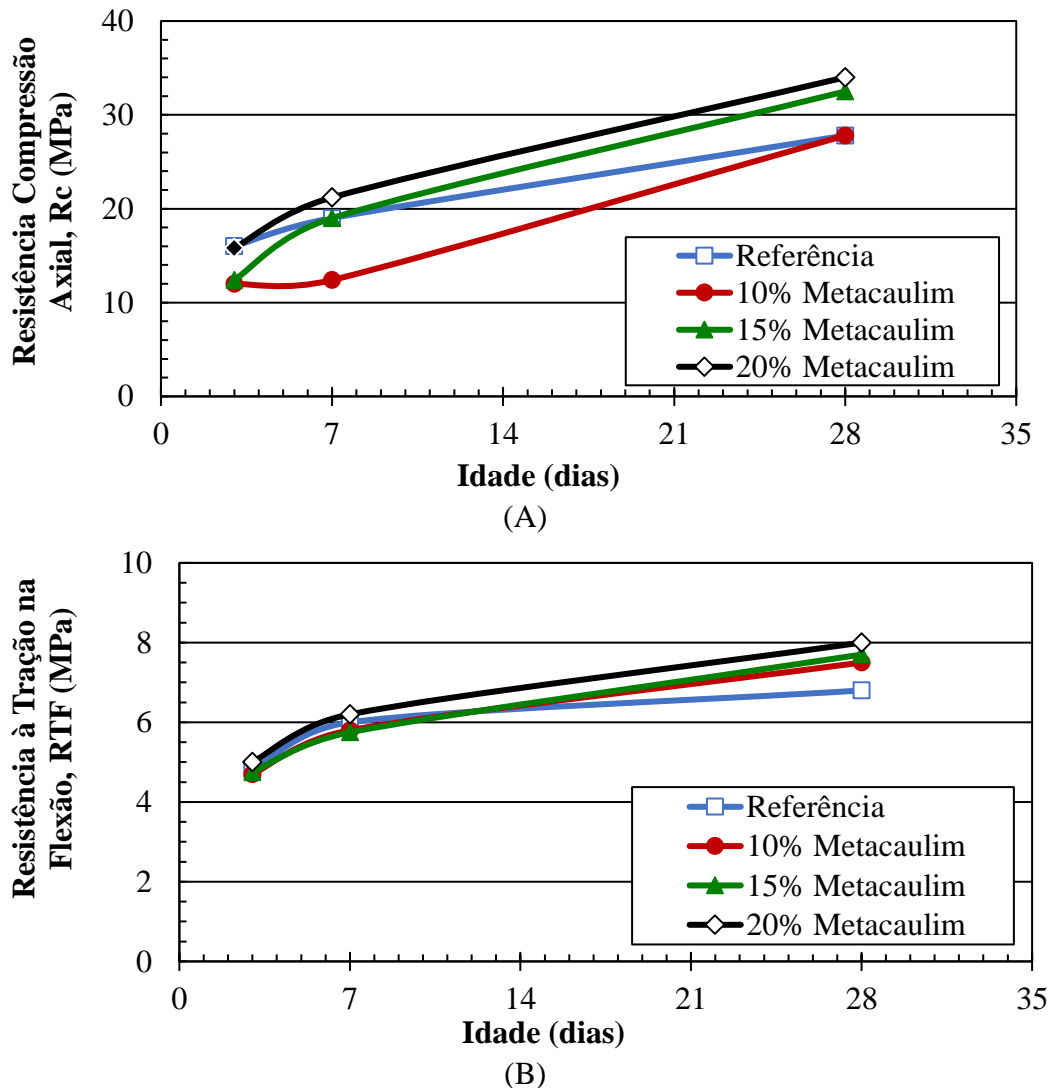 40
30
20
10
0
Resistência Compressão
Axial, Rc (MPa)
Referência
10% Metacaulim
15% Metacaulim
20% Metacaulim
0 7 14 21 28 35
Idade (dias)
(A)
10
8
6
4
2
0
Resistência à Tração na
Flexão, RTF (MPa)
Referência
10% Metacaulim
15% Metacaulim
20% Metacaulim
0 7 14 21 28 35
Idade (dias)
(B)